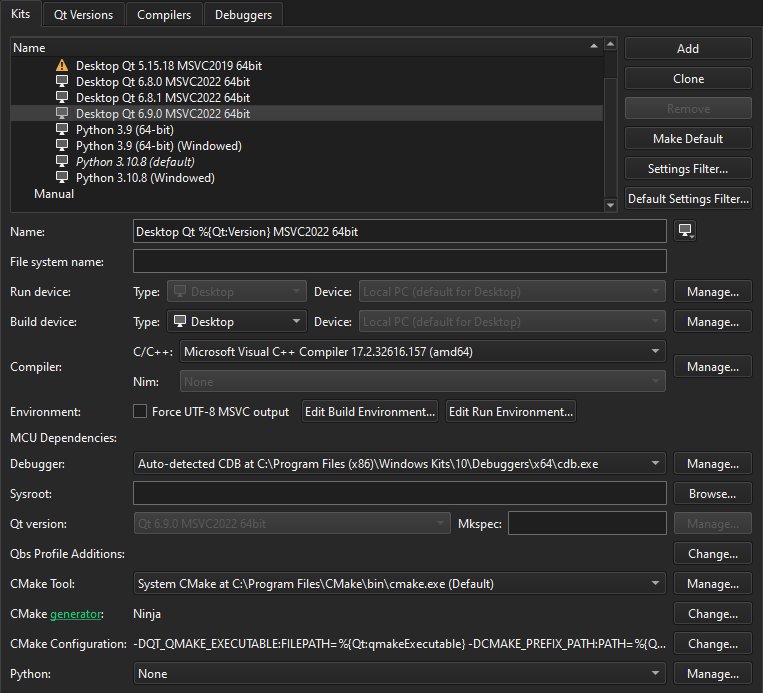 Kits Qt Versions Compilers Debuggers
Name
Desktop Qt 5.15.18 MSVC2019 64bit
Desktop Qt 6.8.0 MSVC2022 64bit
Desktop Qt 6.8.1 MSVC2022 64bit
Desktop Qt 6.9.0 MSVC2022 64bit
Python 3.9 (64-bit)
Python 3.9 (64-bit) (Windowed)
Python 3.10.8 (default)
Python 3.10.8 (Windowed)
Manual
Add
Clone
Remove
Make Default
Settings Filter...
Default Settings Filter...
Name: Desktop Qt %{Qt:Version} MSVC2022 64bit
File system name:
Run device: Type: Desktop Device: Local PC (default for Desktop) Manage...
Build device: Type: Desktop Device: Local PC (default for Desktop) Manage...
Compiler: C/C++: Microsoft Visual C++ Compiler 17.2.32616.157 (amd64) Manage...
Nim: None
Environment: Force UTF-8 MSVC output Edit Build Environment... Edit Run Environment...
MCU Dependencies:
Debugger: Auto-detected CDB at C:\Program Files (x86)\Windows Kits\10\Debuggers\x64\cdb.exe Manage...
Sysroot: Browse...
Qt version: Qt 6.9.0 MSVC2022 64bit Mkspec: Manage...
Qbs Profile Additions: Change...
CMake Tool: System CMake at C:\Program Files\CMake\bin\cmake.exe (Default) Manage...
CMake generator: Ninja Change...
CMake Configuration: -DQT_QMAKE_EXECUTABLE:FILEPATH=%{Qt:qmakeExecutable} -DCMAKE_PREFIX_PATH:PATH=%{Q... Change...
Python: None Manage...